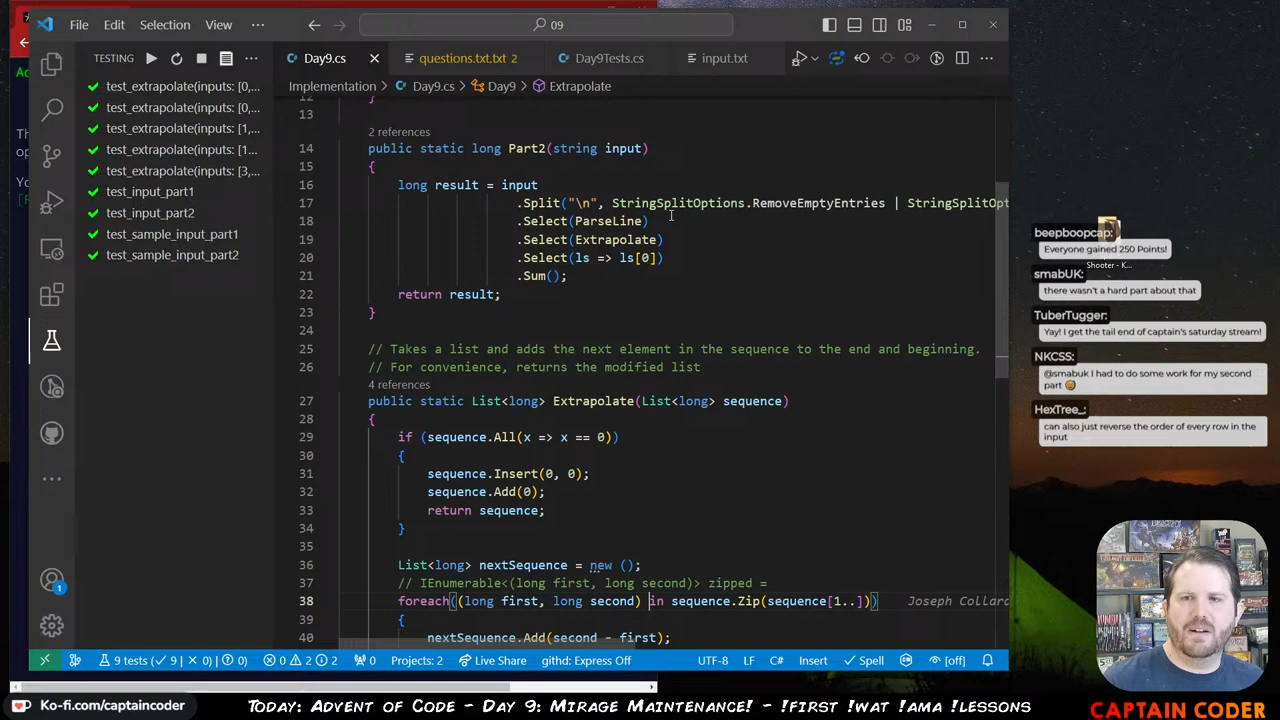 File Edit Selection View ... 09
TESTING
Day9.cs questions.txt.txt 2 Day9Tests.cs input.txt
Implementation > Day9.cs > Day9 > Extrapolate
test_extrapolate(inputs: [0,...
test_extrapolate(inputs: [0,...
test_extrapolate(inputs: [1,...
test_extrapolate(inputs: [1...
test_extrapolate(inputs: [3,...
test_input_part1
test_input_part2
test_sample_input_part1
test_sample_input_part2
12 }
13
2 references
14 public static long Part2(string input)
15 {
16 long result = input
17 .Split("\n", StringSplitOptions.RemoveEmptyEntries | StringSplitOpt
18 .Select(ParseLine)
19 .Select(Extrapolate)
20 .Select(ls => ls[0])
21 .Sum();
22 return result;
23 }
24
25 // Takes a list and adds the next element in the sequence to the end and beginning.
26 // For convenience, returns the modified list
4 references
27 public static List<long> Extrapolate(List<long> sequence)
28 {
29 if (sequence.All(x => x == 0))
30 {
31 sequence.Insert(0, 0);
32 sequence.Add(0);
33 return sequence;
34 }
35
36 List<long> nextSequence = new ();
37 // IEnumerable<(long first, long second)> zipped =
38 foreach((long first, long second) in sequence.Zip(sequence[1..])) Joseph Collard
39 {
40 nextSequence.Add(second - first);
1
9 tests ( 9 | × 0) 0 0 2 2 0 Projects: 2 Live Share githd: Express Off UTF-8 LF C# Insert Spell [off]
beepboopcap:
Everyone gained 250 Points!
Shooter - K...
smabUK:
there wasn't a hard part about that
TuberTugger:
Yay! I get the tail end of captain's saturday stream!
NKCSS:
@smabuk I had to do some work for my second
part
HexTree_:
can also just reverse the order of every row in the
input
Ko-fi.com/captaincoder
Today: Advent of Code - Day 9: Mirage Maintenance! - !first !wat !ama !lessons
CAPTAIN CODER